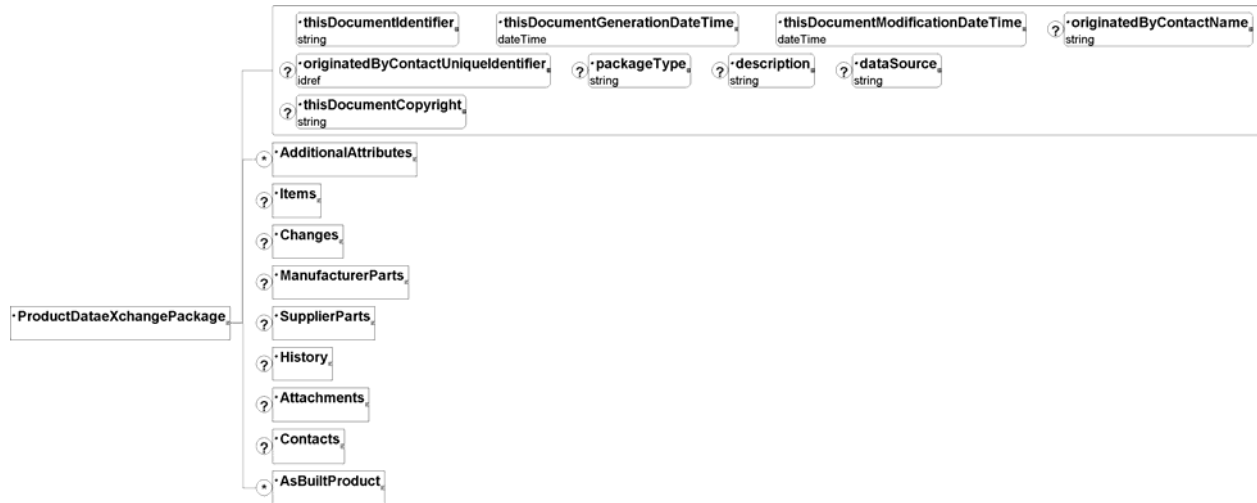 thisDocumentIdentifier thisDocumentGenerationDateTime thisDocumentModificationDateTime ? originatedByContactName
string dateTime dateTime string
? originatedByContactUniqueIdentifier ? packageType ? description ? dataSource
idref string string string
? thisDocumentCopyright
string
* AdditionalAttributes
? Items
? Changes
? ManufacturerParts
ProductDataeXchangePackage
? SupplierParts
? History
? Attachments
? Contacts
* AsBuiltProduct